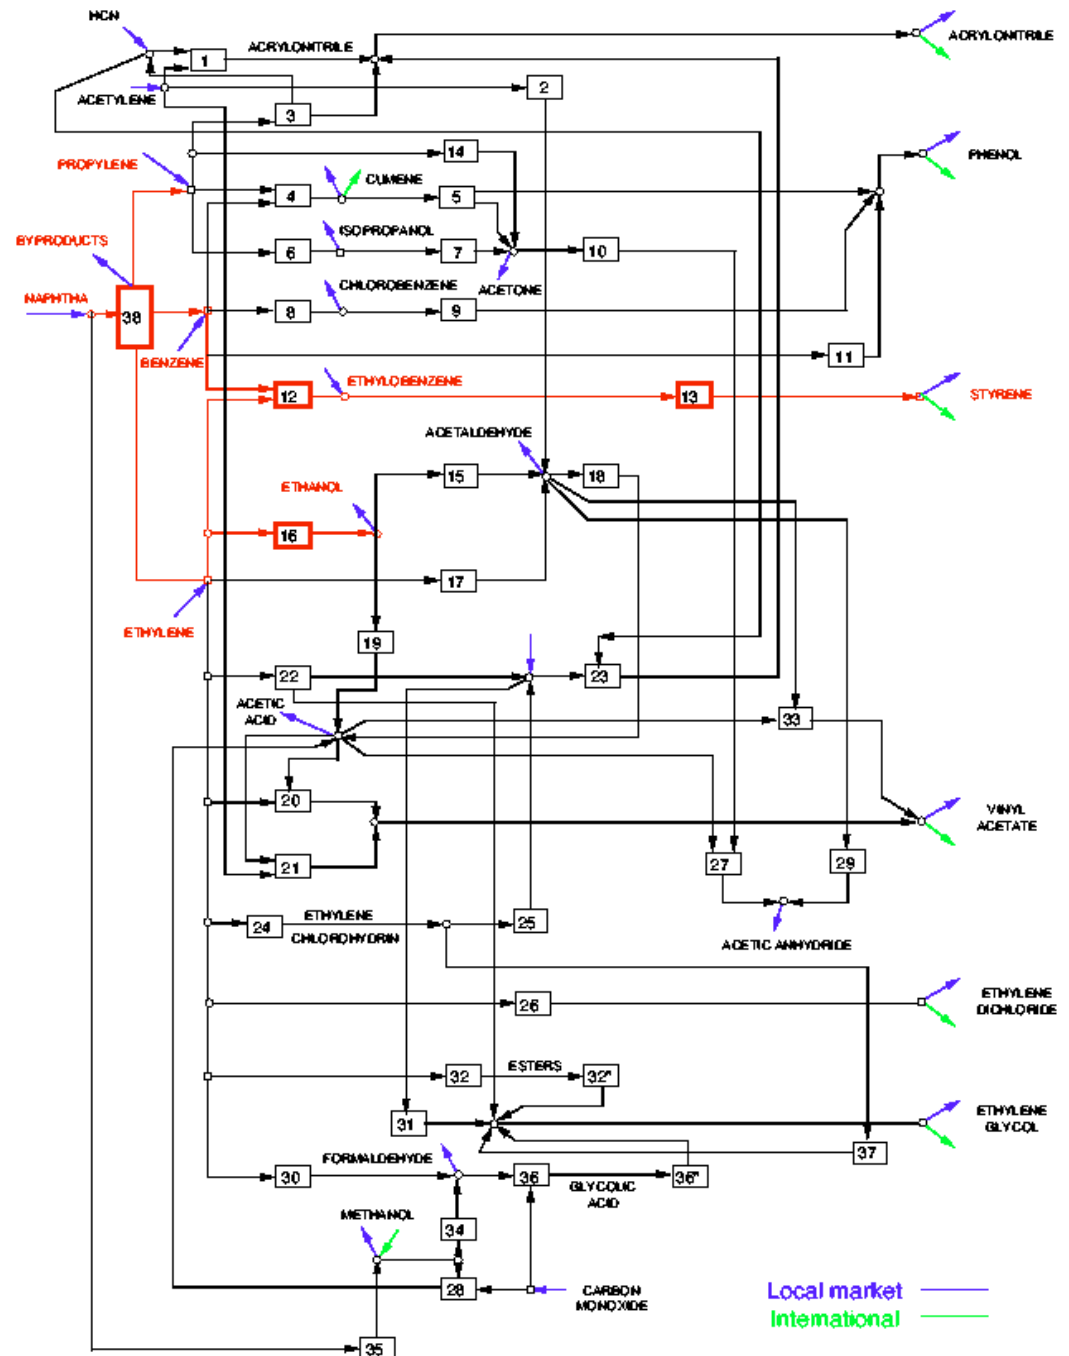 HCN
ACRYLONITRILE
ACRYLONITRILE
1
ACETYLENE
2
3
PROPYLENE
14
PHENOL
CUMENE
4
5
BYPRODUCTS
ISOPROPANOL
6
7
10
ACETONE
NAPHTHA
38
CHLOROBENZENE
8
9
BENZENE
11
ETHYLOBENZENE
12
13
STYRENE
ACETALDEHYDE
15
18
ETHANOL
16
17
ETHYLENE
19
22
23
ACETIC
ACID
33
20
VINYL
ACETATE
21
27
29
24
ETHYLENE
CHLOROHYDRIN
25
ACETIC ANHYDRIDE
26
ETHYLENE
DICHLORIDE
32
ESTERS
32"
31
ETHYLENE
GLYCOL
37
FORMALDEHYDE
30
36
GLYCOLIC
ACID
36"
METHANOL
34
28
CARBON
MONOXIDE
Local market
International
35